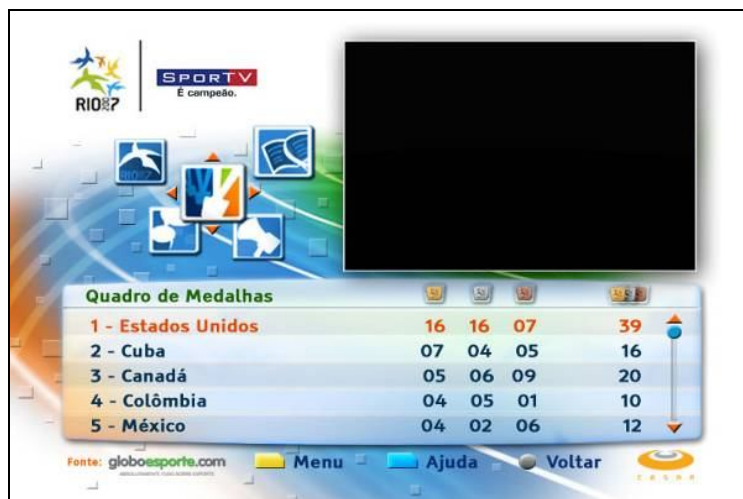 RIO2007
SPORTV
É campeão.
RIO
Quadro de Medalhas
1 - Estados Unidos 16 16 07 39
2 - Cuba 07 04 05 16
3 - Canadá 05 06 09 20
4 - Colômbia 04 05 01 10
5 - México 04 02 06 12
Fonte: globoesporte.com Menu Ajuda Voltar